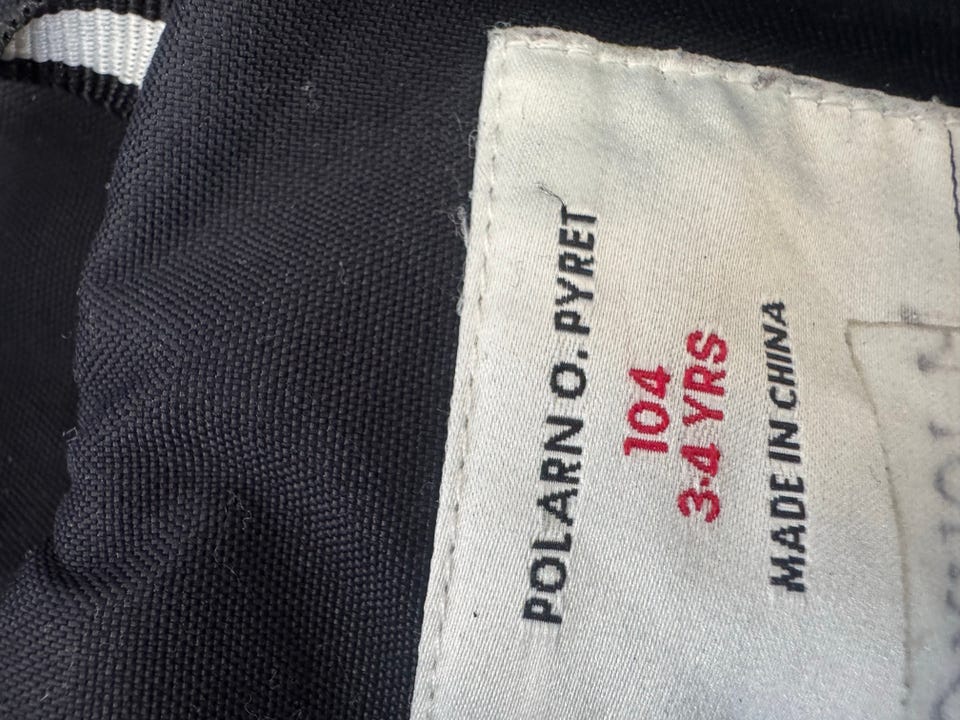 POLARN O. PYRET
104
3-4 YRS
MADE IN CHINA